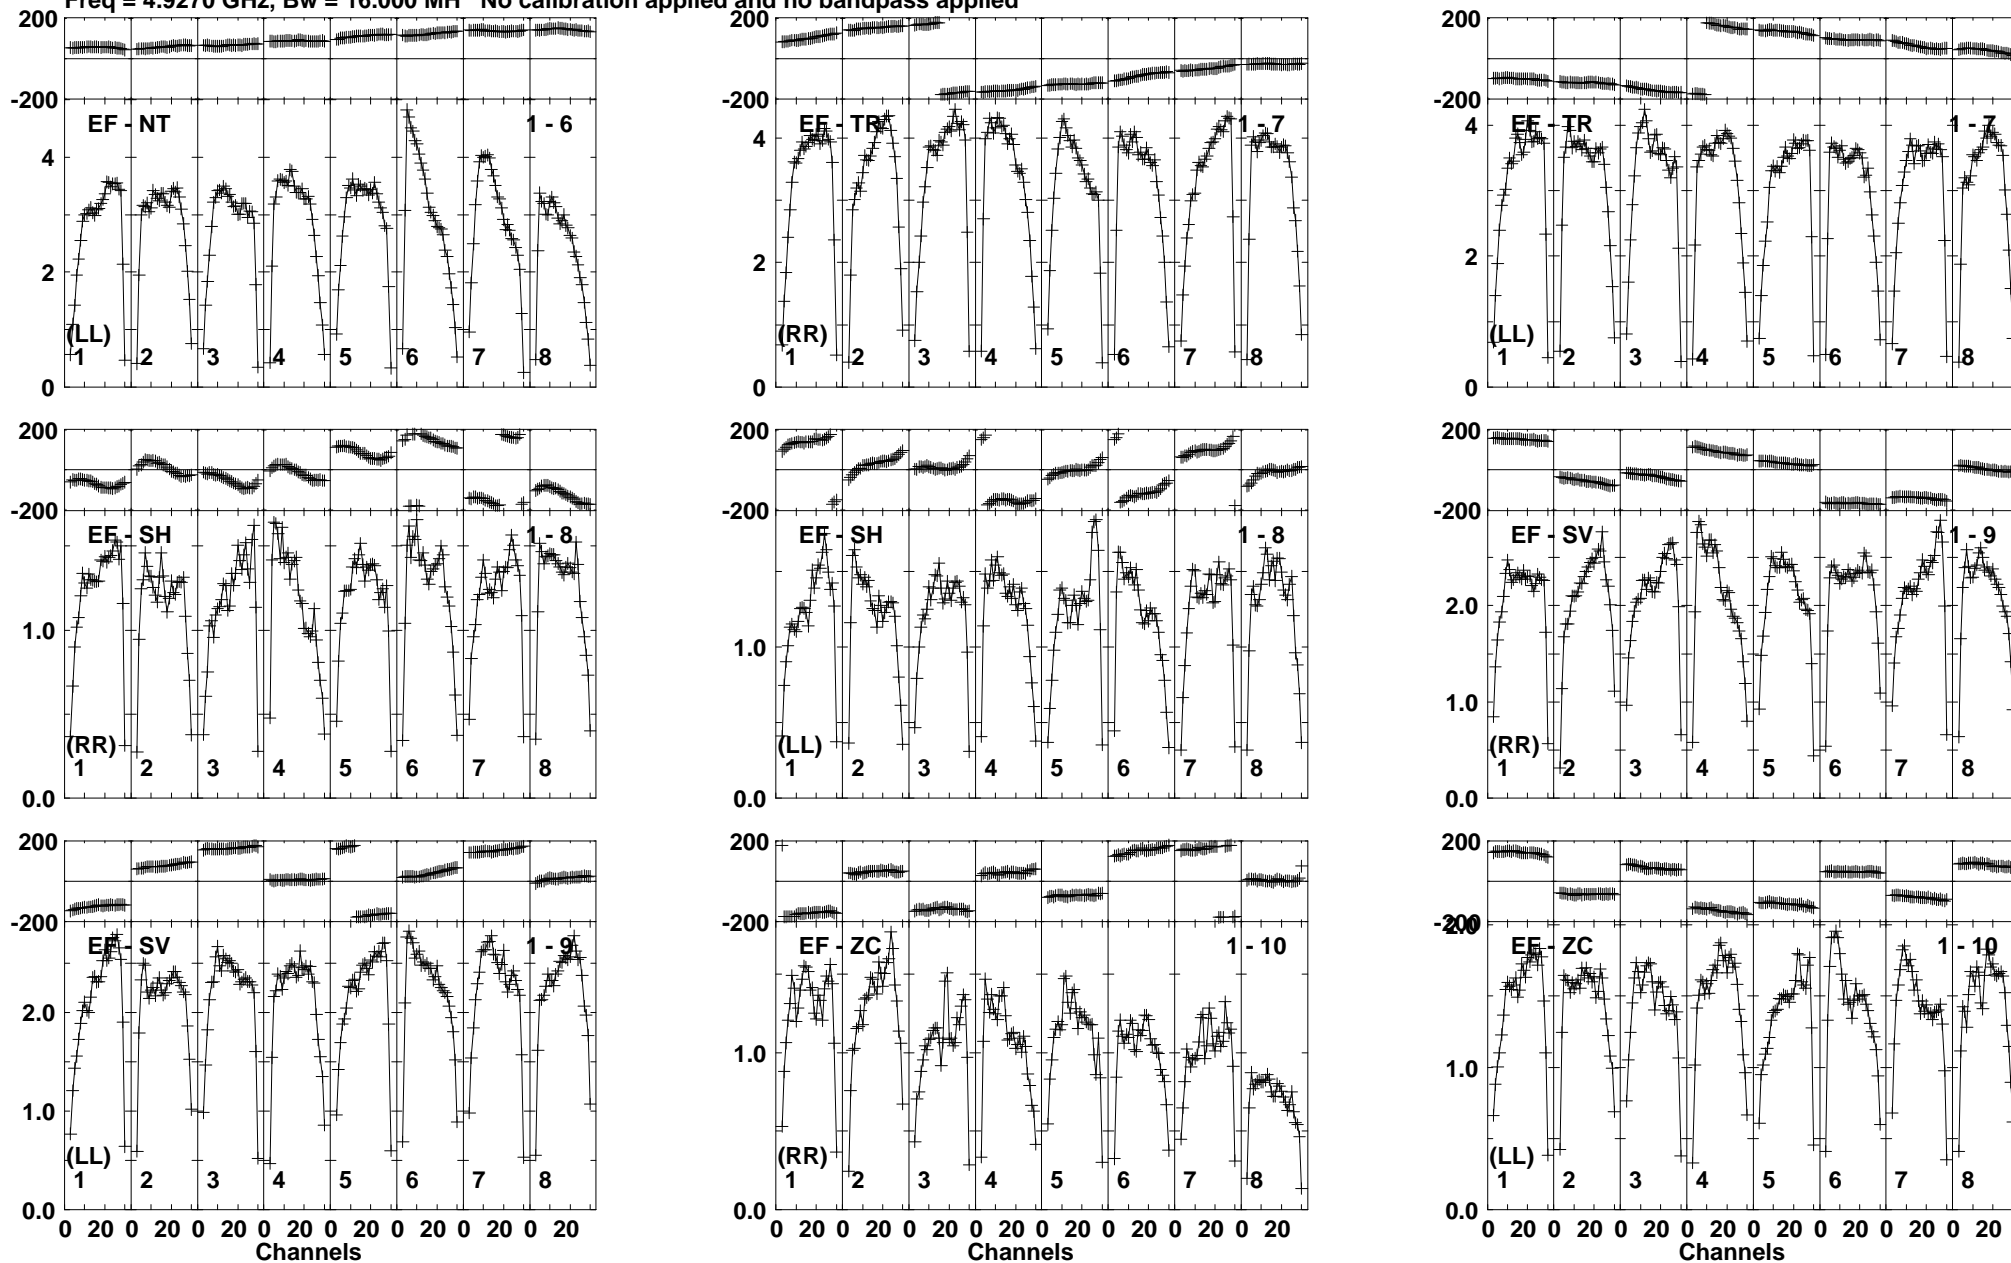 Freq = 4.9270 GHz, Bw = 16.000 MH No calibration applied and no bandpass applied
200 200 200
-200 -200 -200
EF - NT 1 - 6 EF - TR 1 - 7 EF - TR 1 - 7
4 4 4
2 2 2
(LL) (RR) (LL)
1 2 3 4 5 6 7 8 1 2 3 4 5 6 7 8 1 2 3 4 5 6 7 8
0 0 0
200 200 200
-200 -200 -200
EF - SH 1 - 8 EF - SH 1 - 8 EF - SV 1 - 9
2.0
1.0 1.0 1.0
(RR) (LL) (RR)
1 2 3 4 5 6 7 8 1 2 3 4 5 6 7 8 1 2 3 4 5 6 7 8
0.0 0.0 0.0
200 200 200
-200 -200 -200
2.0
EF - SV 1 - 9 EF - ZC 1 - 10 EF - ZC 1 - 10
2.0
1.0 1.0 1.0
(LL) (RR) (LL)
1 2 3 4 5 6 7 8 1 2 3 4 5 6 7 8 1 2 3 4 5 6 7 8
0.0 0.0 0.0
0 20 0 20 0 20 0 20 0 20 0 20 0 20 0 20 0 20 0 20 0 20 0 20 0 20 0 20 0 20 0 20 0 20 0 20 0 20 0 20 0 20 0 20 0 20 0 20
Channels Channels Channels